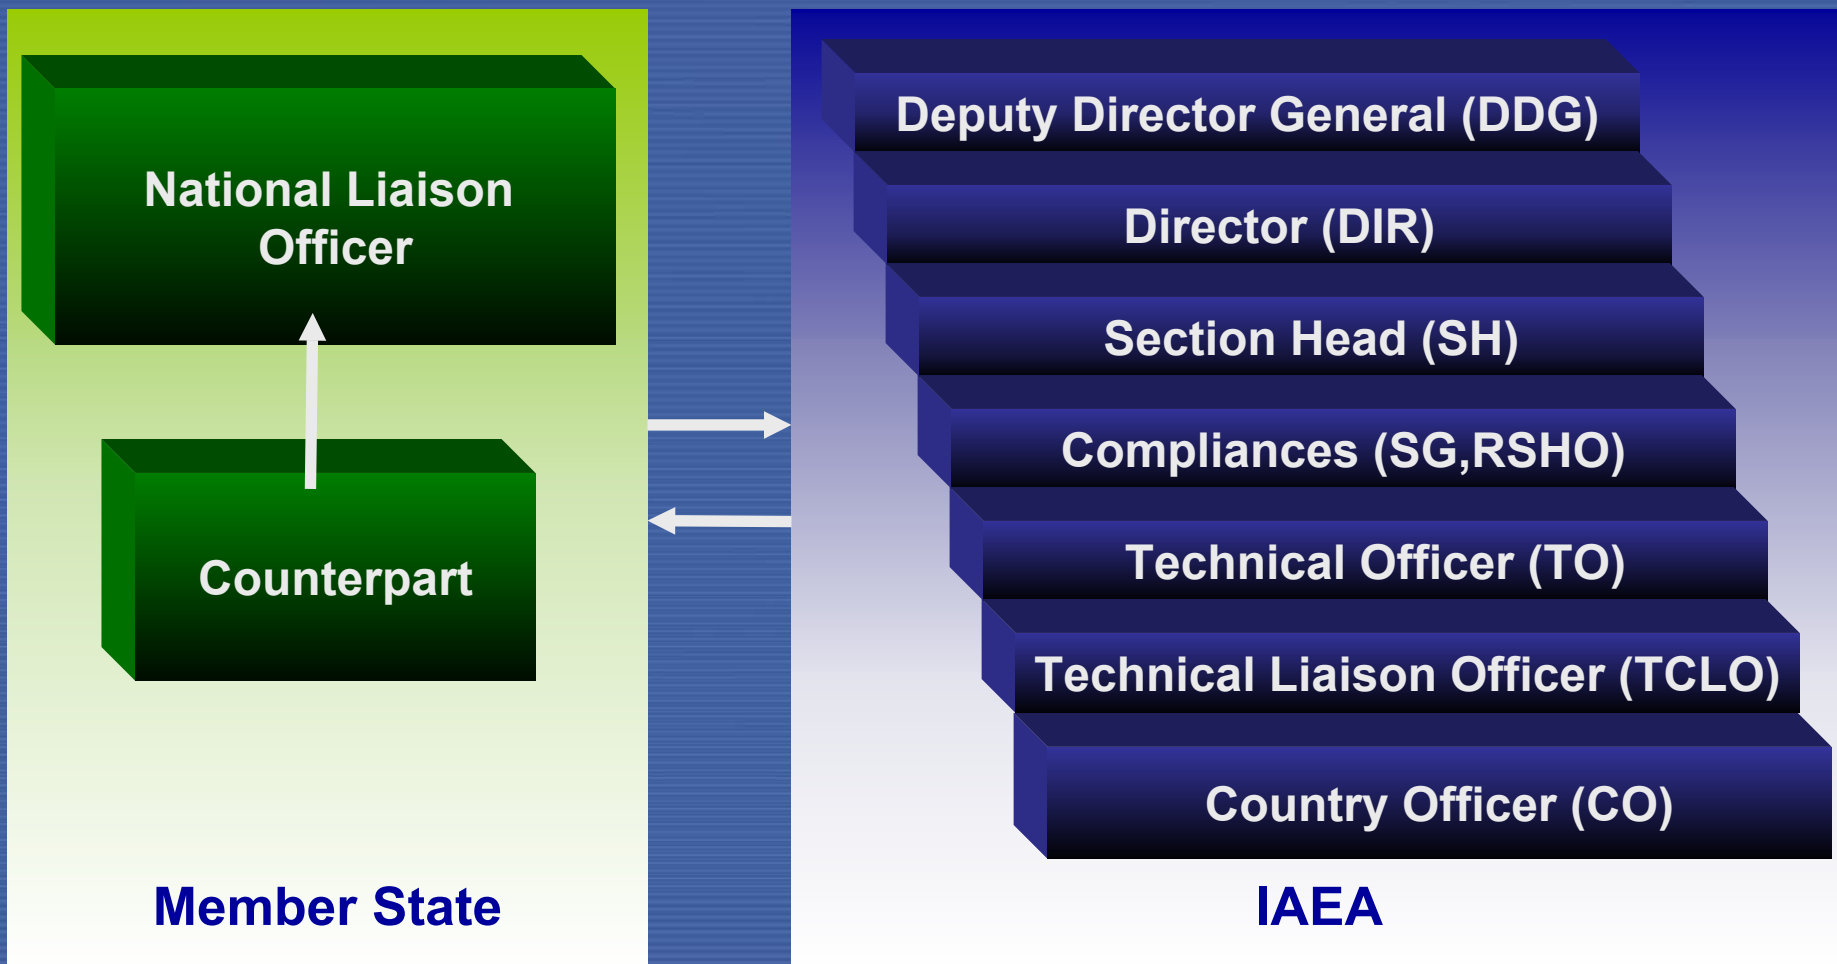 National Liaison
Officer
Counterpart
Member State
Deputy Director General (DDG)
Director (DIR)
Section Head (SH)
Compliances (SG,RSHO)
Technical Officer (TO)
Technical Liaison Officer (TCLO)
Country Officer (CO)
IAEA